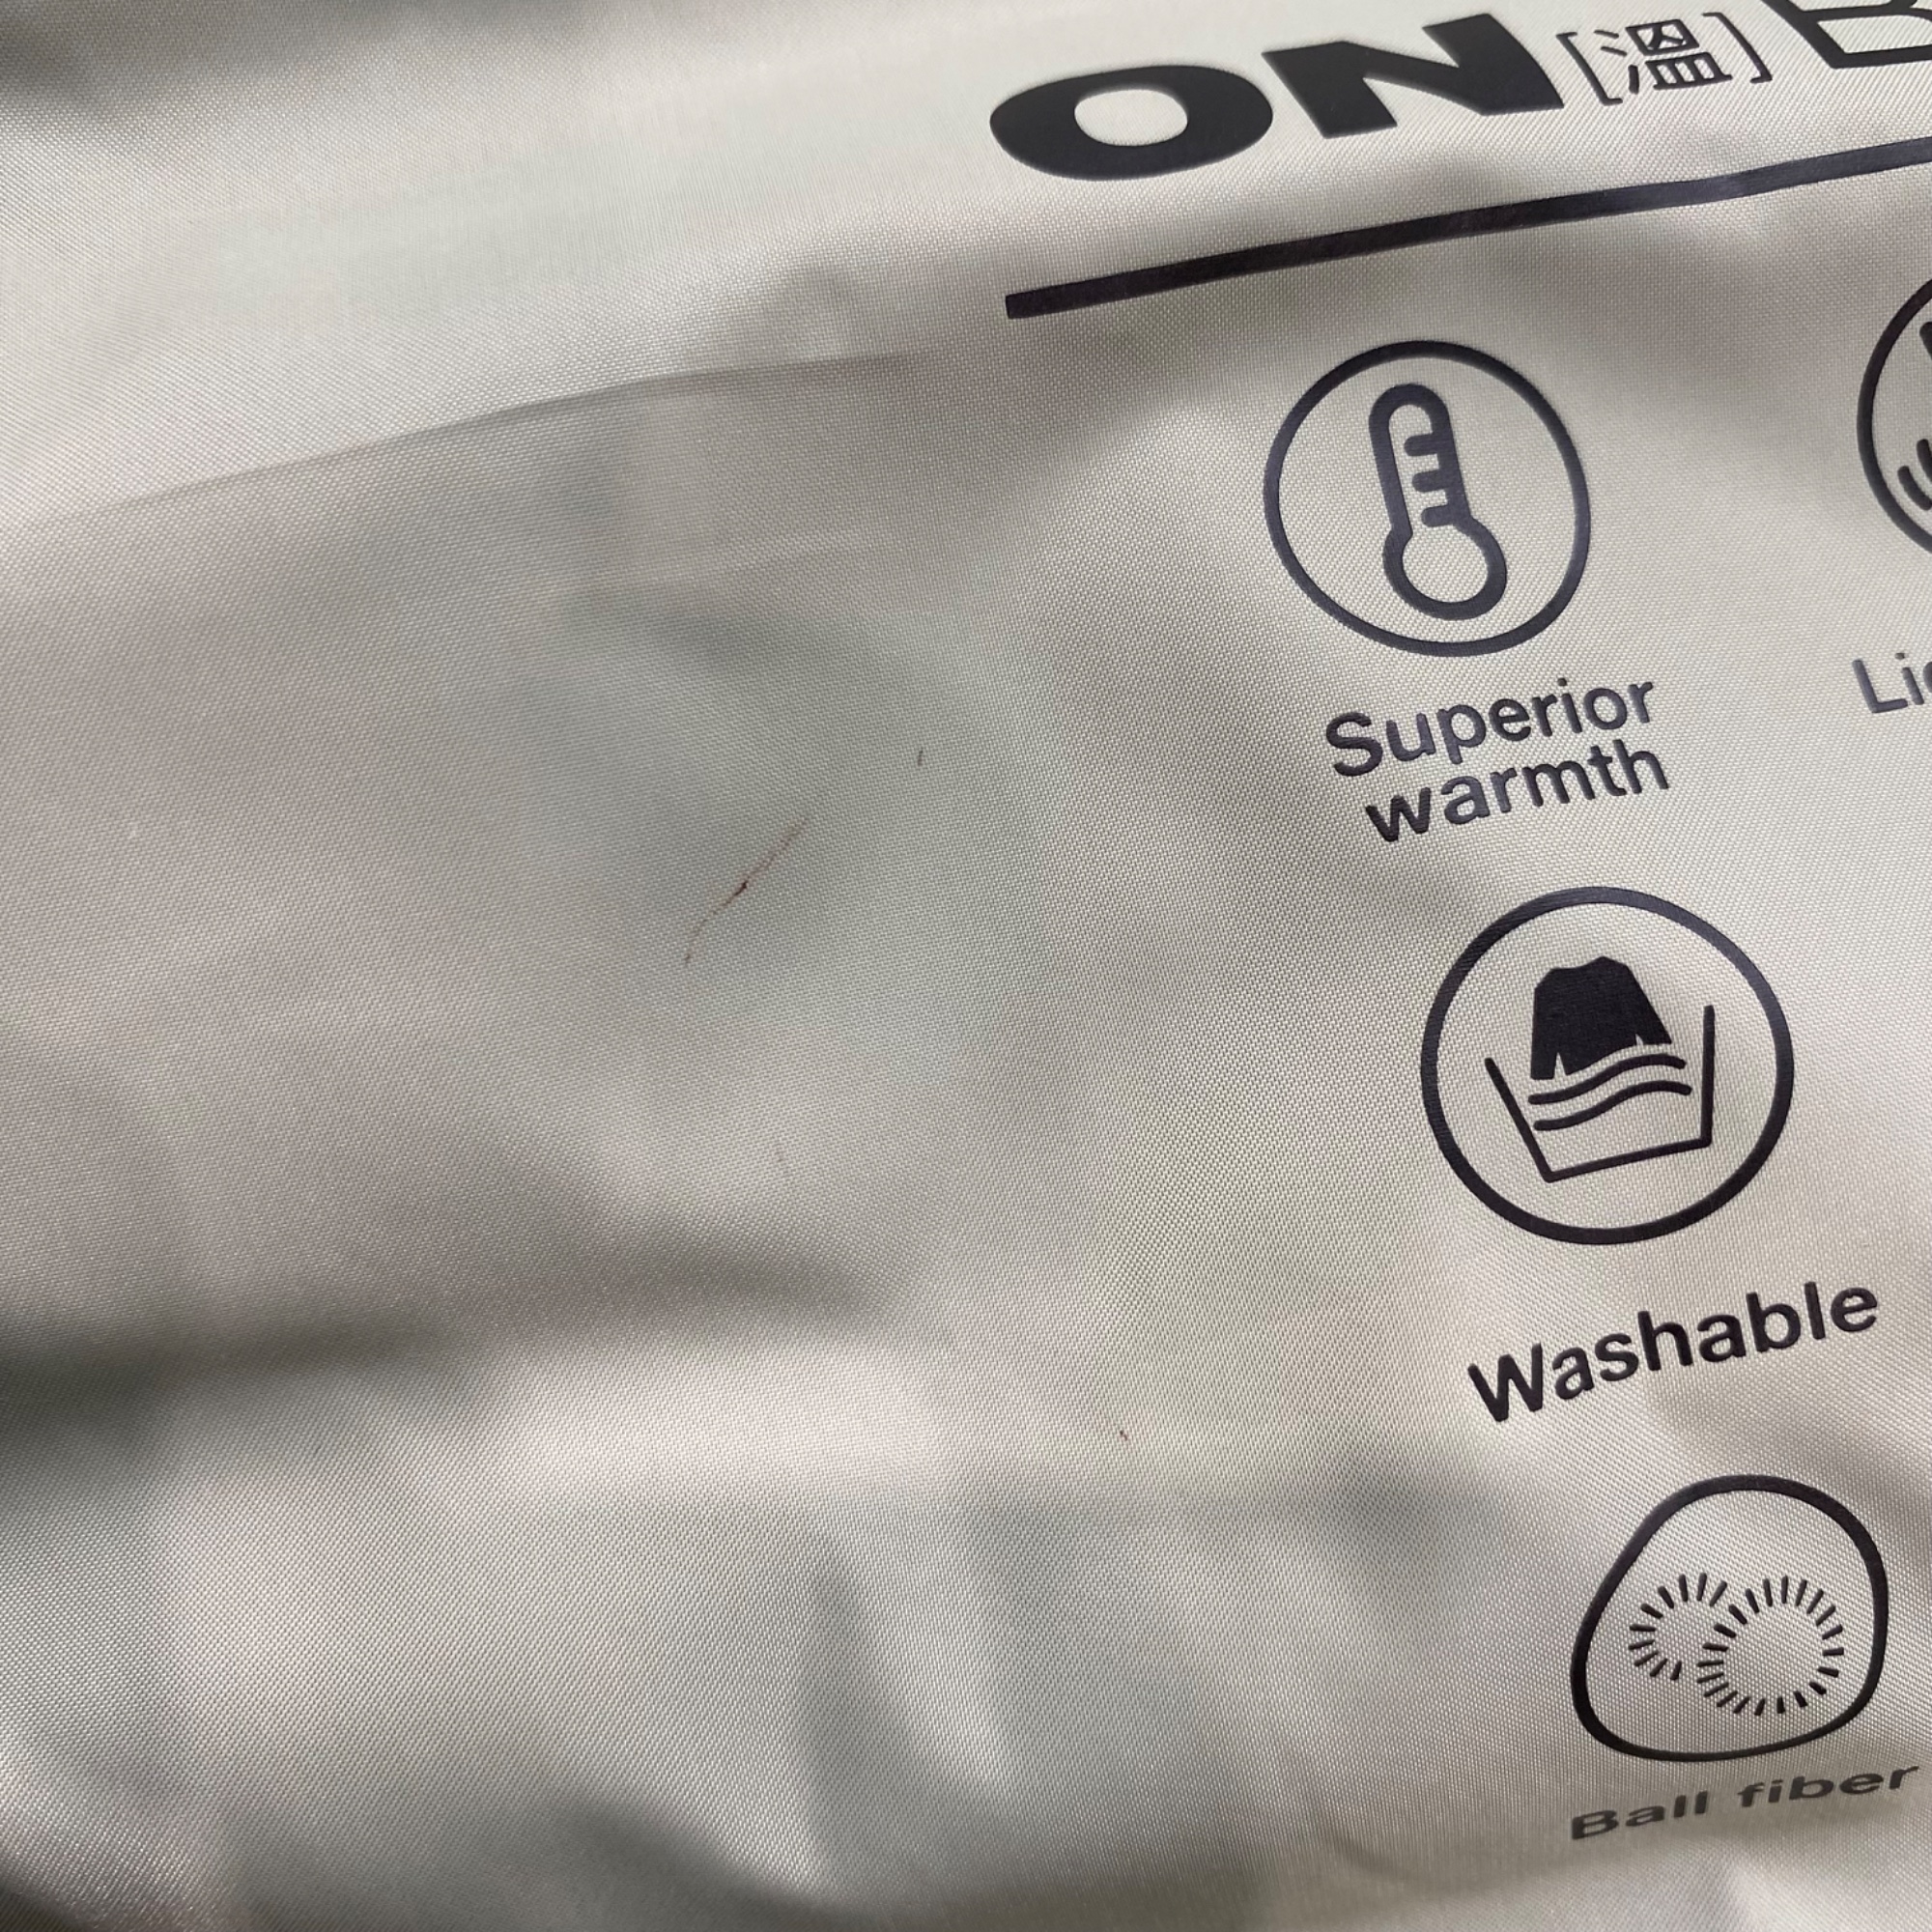 ON[溫]B
Superior
warmth
Washable
Ball fiber